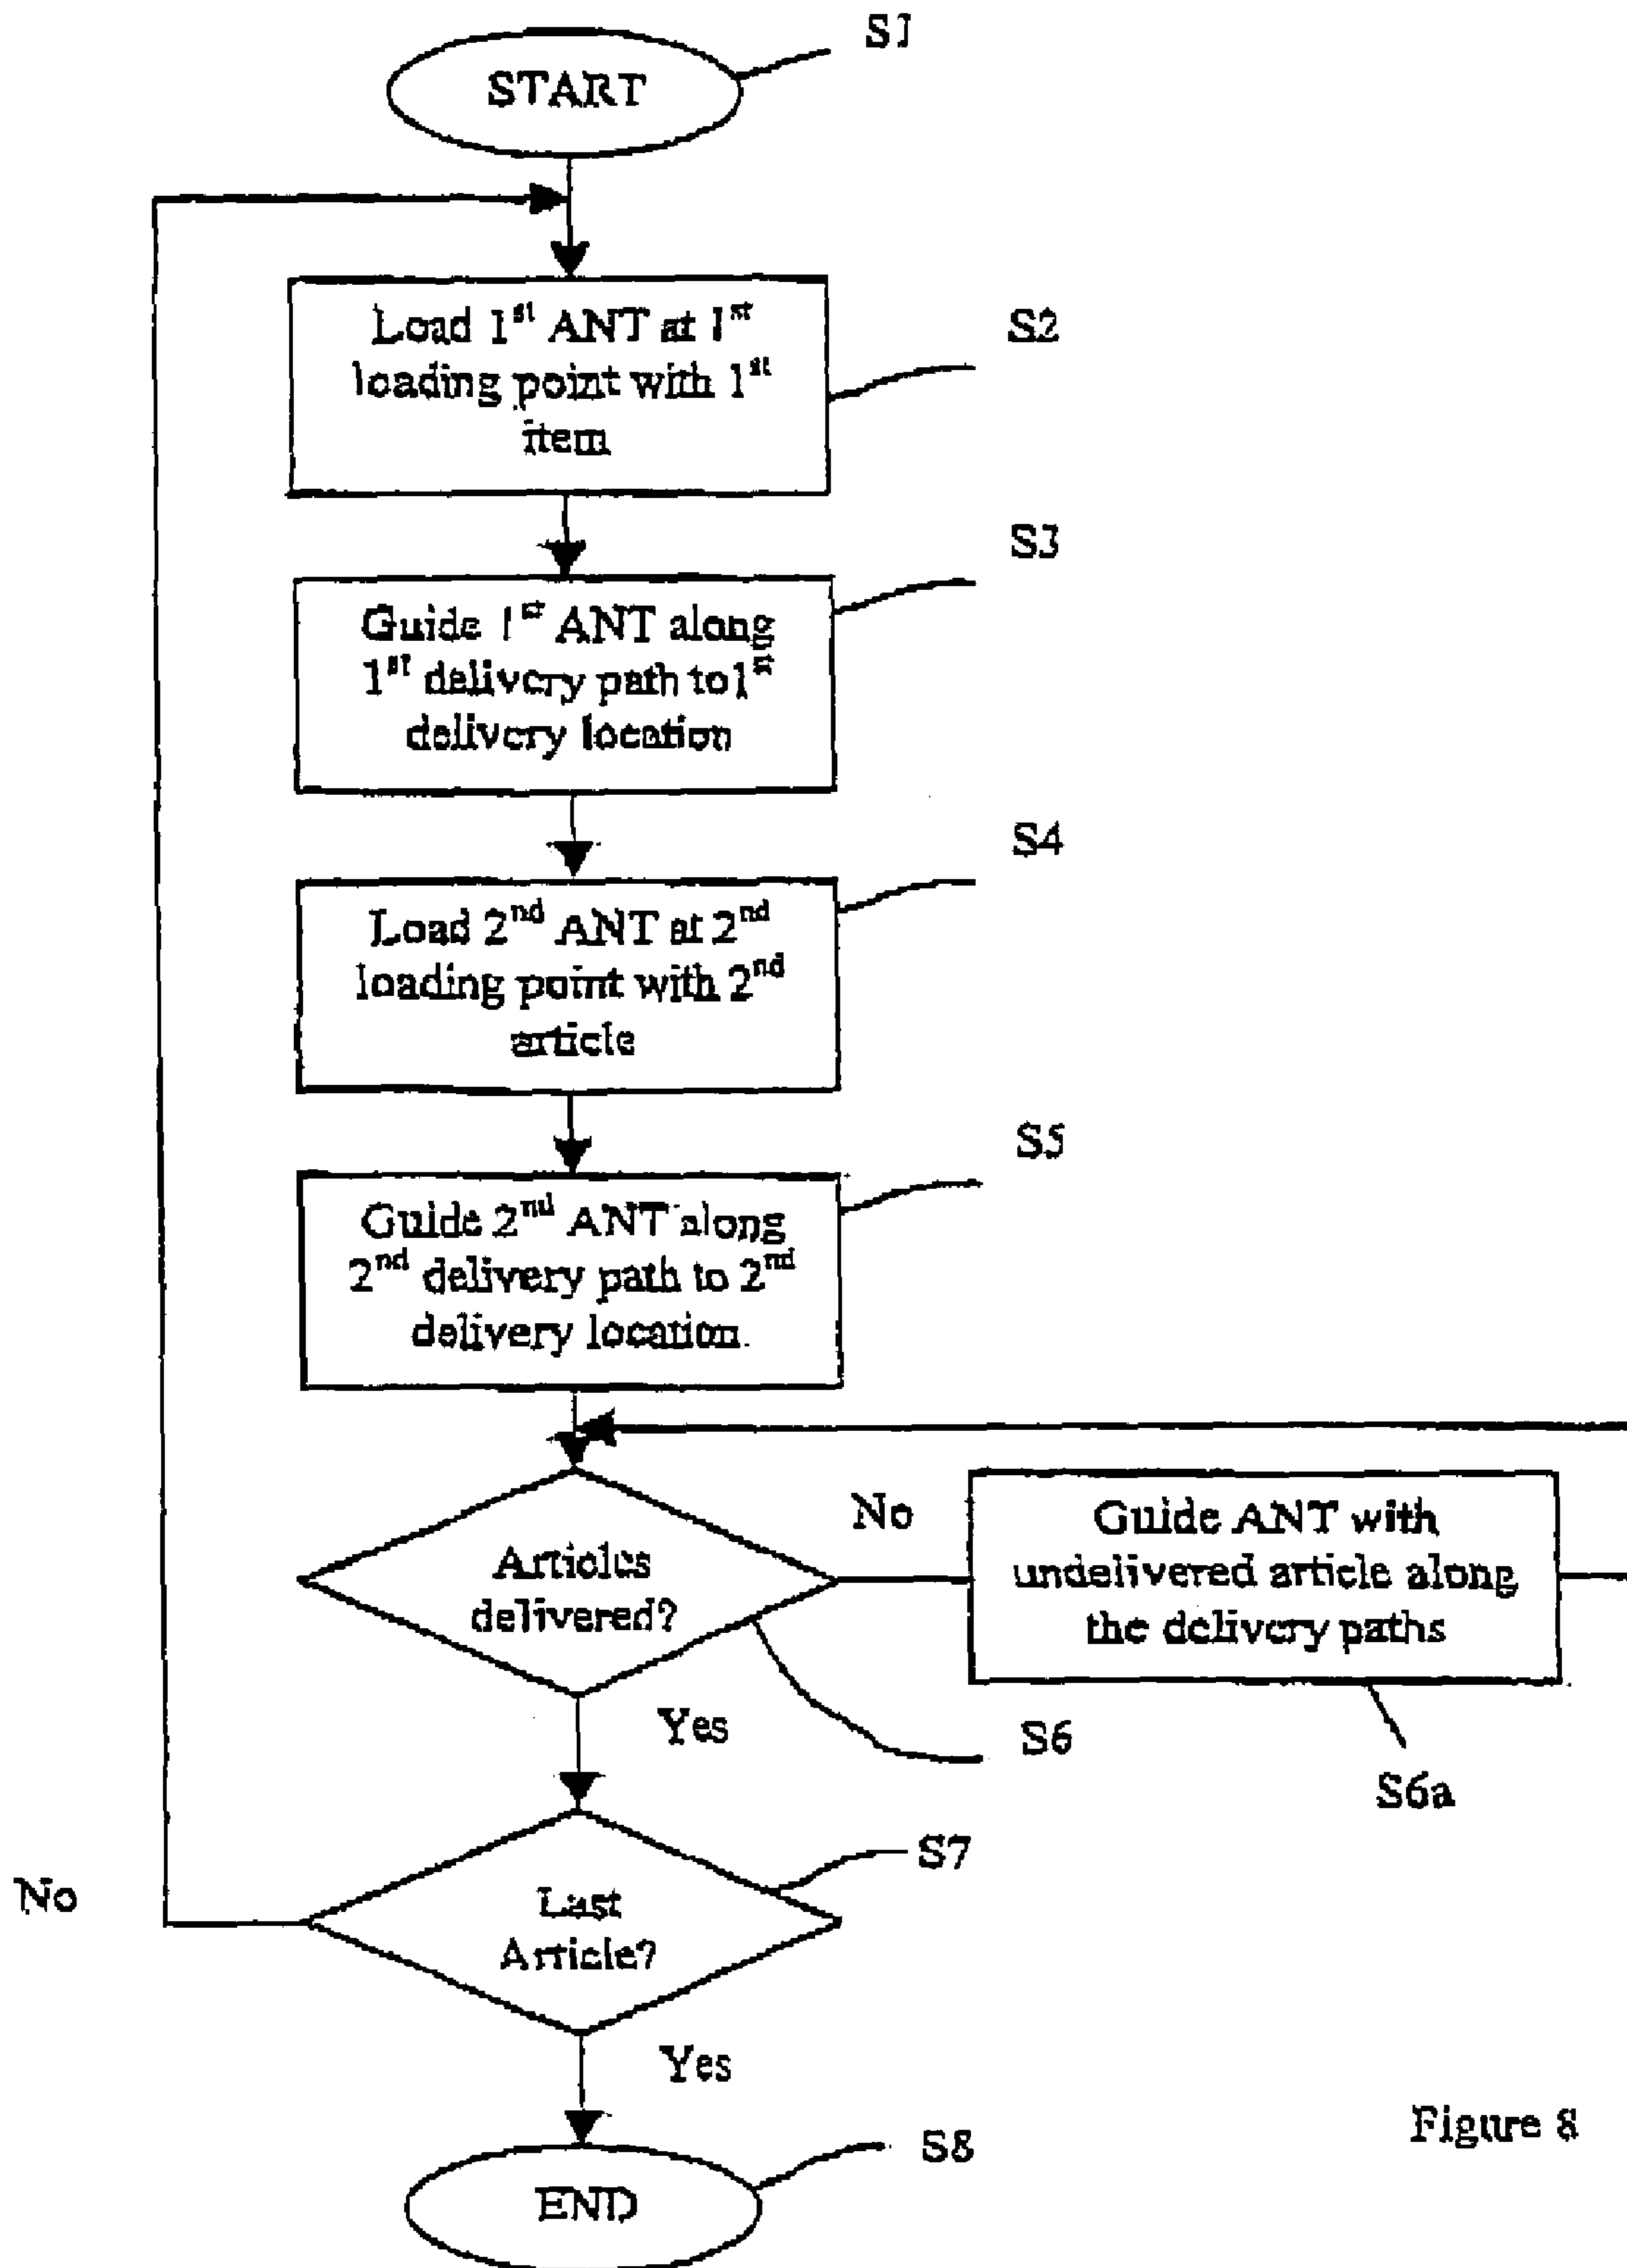 S1
START
Load 1st ANT at 1st
loading point with 1st
item
S2
Guide 1st ANT along
1st delivery path to 1st
delivery location
S3
Load 2nd ANT at 2nd
loading point with 2nd
article
S4
Guide 2nd ANT along
2nd delivery path to 2nd
delivery location.
S5
Articles
delivered?
No
Guide ANT with
undelivered article along
the delivery paths
Yes
S6
S6a
Last
Article?
S7
No
Yes
END
S8
Figure 8